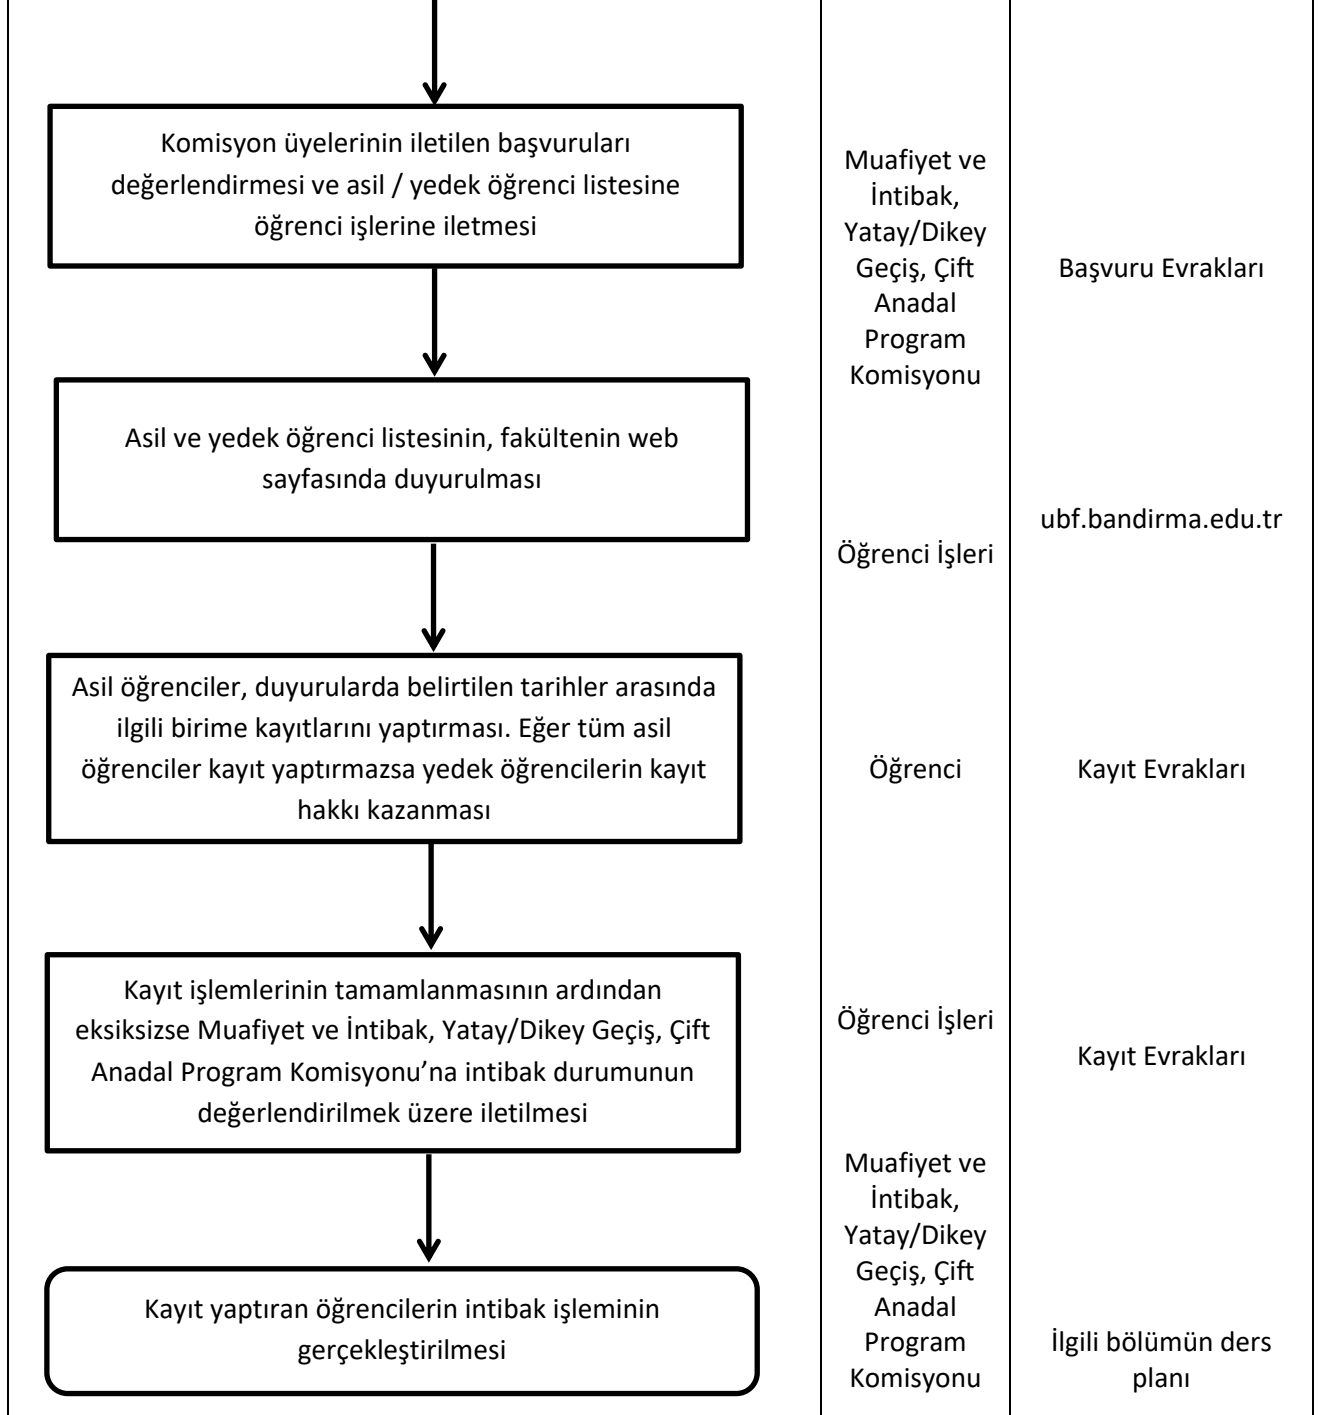 Komisyon üyelerinin iletilen başvuruları
değerlendirmesi ve asil / yedek öğrenci listesine
öğrenci işlerine iletmesi
Muafiyet ve
İntibak,
Yatay/Dikey
Geçiş, Çift
Anadal
Program
Komisyonu
Başvuru Evrakları
Asil ve yedek öğrenci listesinin, fakültenin web
sayfasında duyurulması
Öğrenci İşleri
ubf.bandirma.edu.tr
Asil öğrenciler, duyurularda belirtilen tarihler arasında
ilgili birime kayıtlarını yaptırması. Eğer tüm asil
öğrenciler kayıt yaptırmazsa yedek öğrencilerin kayıt
hakkı kazanması
Öğrenci
Kayıt Evrakları
Kayıt işlemlerinin tamamlanmasının ardından
eksiksizse Muafiyet ve İntibak, Yatay/Dikey Geçiş, Çift
Anadal Program Komisyonu’na intibak durumunun
değerlendirilmek üzere iletilmesi
Öğrenci İşleri
Kayıt Evrakları
Kayıt yaptıran öğrencilerin intibak işleminin
gerçekleştirilmesi
Muafiyet ve
İntibak,
Yatay/Dikey
Geçiş, Çift
Anadal
Program
Komisyonu
İlgili bölümün ders
planı